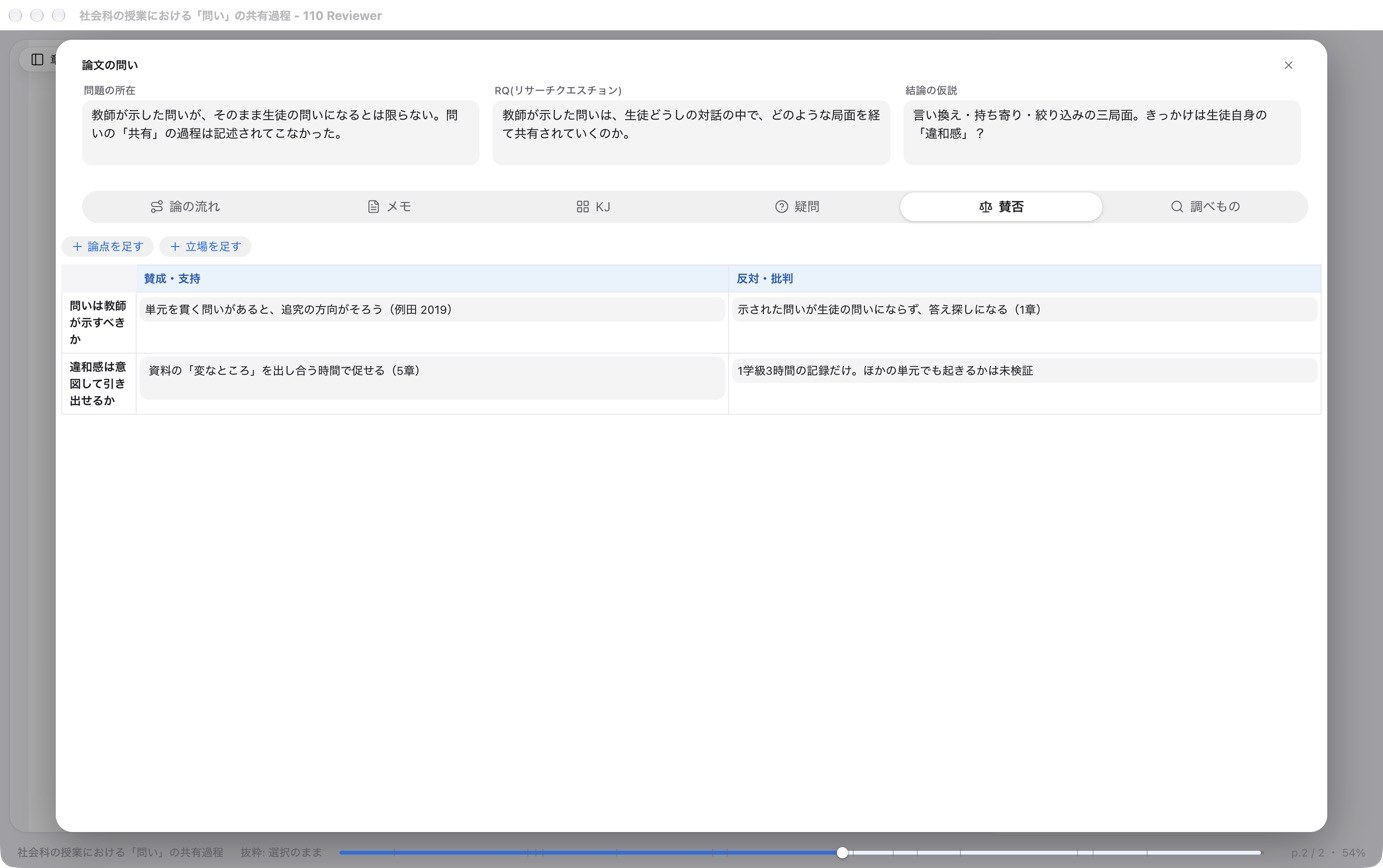 社会科の授業における「問い」の共有過程 - 110 Reviewer
論文の問い
問題の所在
教師が示した問いが、そのまま生徒の問いになるとは限らない。問
いの「共有」の過程は記述されてこなかった。
RQ(リサーチクエスチョン)
教師が示した問いは、生徒どうしの対話の中で、どのような局面を経
て共有されていくのか。
結論の仮説
言い換え・持ち寄り・絞り込みの三局面。きっかけは生徒自身の
「違和感」？
論の流れ
メモ
KJ
疑問
賛否
調べもの
+ 論点を足す
+ 立場を足す
賛成・支持
反対・批判
問いは教師
が示すべき
か
単元を貫く問いがあると、追究の方向がそろう（例田 2019）
示された問いが生徒の問いにならず、答え探しになる（1章）
違和感は意
図して引き
出せるか
資料の「変なところ」を出し合う時間で促せる（5章）
1学級3時間の記録だけ。ほかの単元でも起きるかは未検証
社会科の授業における「問い」の共有過程
抜粋: 選択のまま
p.2 / 2 ・ 54%